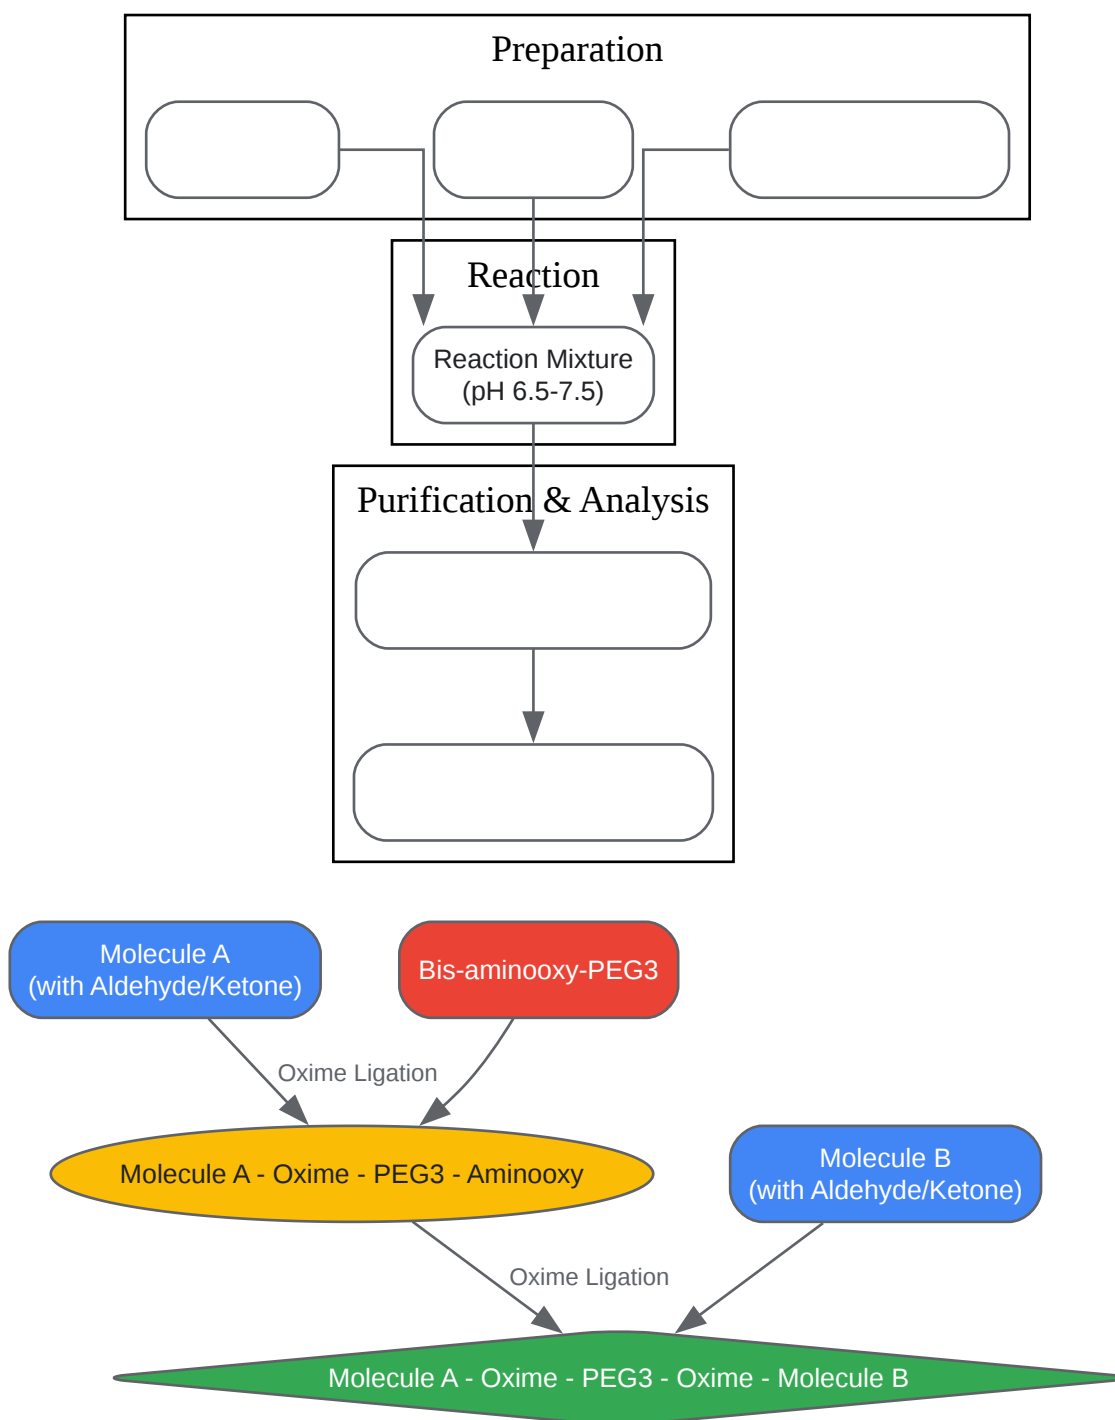 Preparation
Reaction
Reaction Mixture
(pH 6.5-7.5)
Purification & Analysis
Molecule A
(with Aldehyde/Ketone)
Bis-aminooxy-PEG3
Oxime Ligation
Molecule A - Oxime - PEG3 - Aminooxy
Molecule B
(with Aldehyde/Ketone)
Oxime Ligation
Molecule A - Oxime - PEG3 - Oxime - Molecule B